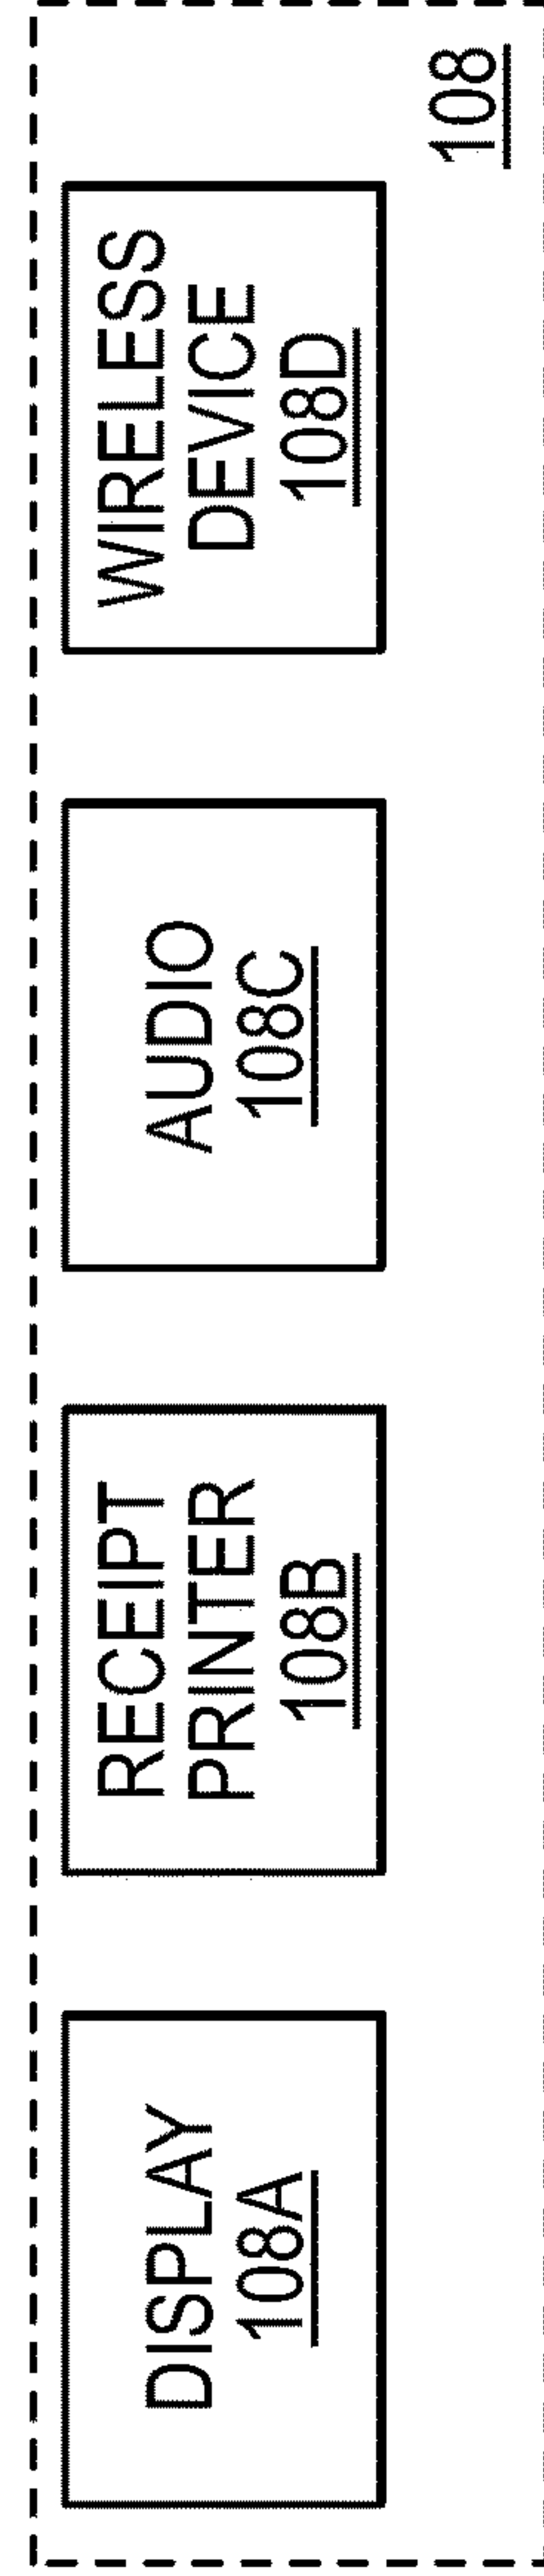 DISPLAY
108A
RECEIPT
PRINTER
108B
AUDIO
108C
WIRELESS
DEVICE
108D
108